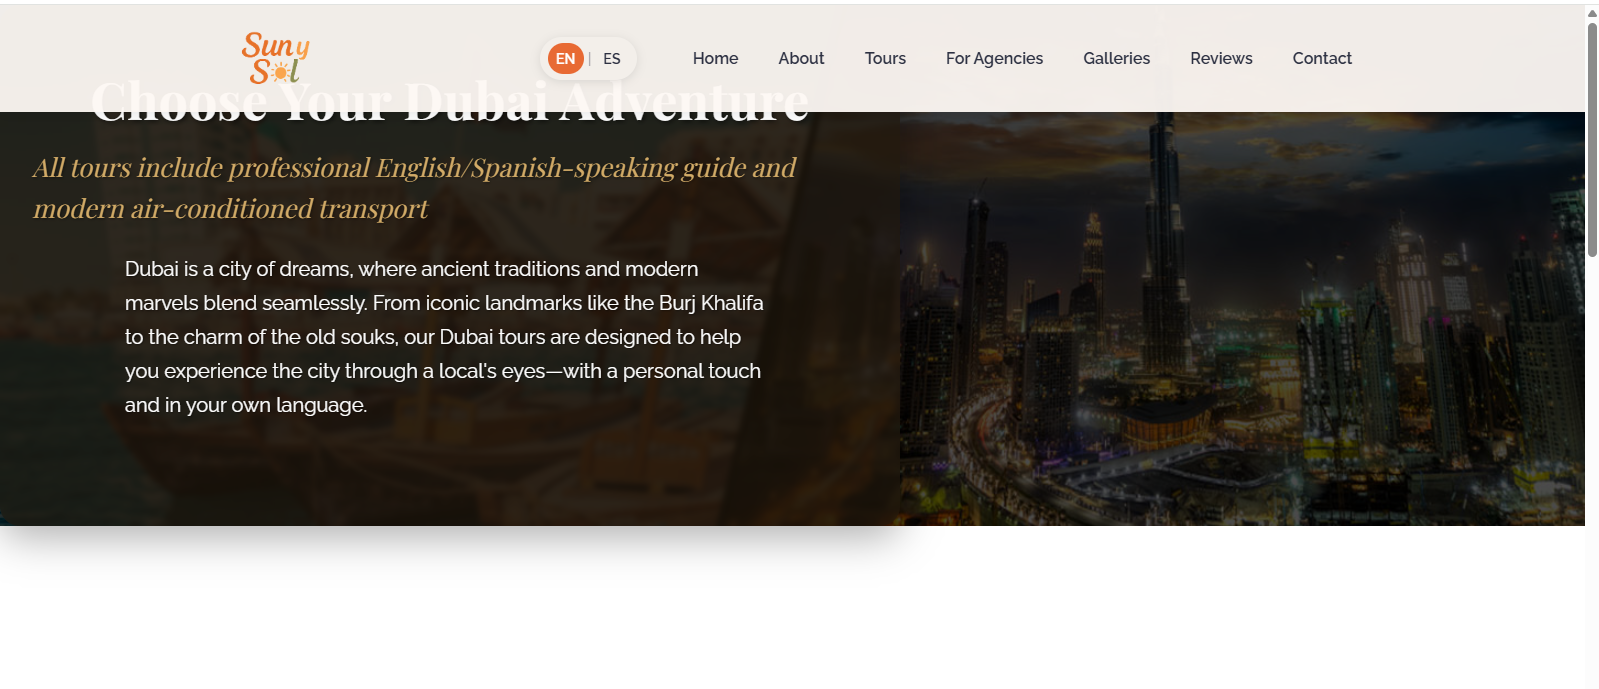 Sun y
Sol
EN | ES
Home
About
Tours
For Agencies
Galleries
Reviews
Contact
Choose Your Dubai Adventure
All tours include professional English/Spanish-speaking guide and
modern air-conditioned transport
Dubai is a city of dreams, where ancient traditions and modern
marvels blend seamlessly. From iconic landmarks like the Burj Khalifa
to the charm of the old souks, our Dubai tours are designed to help
you experience the city through a local's eyes—with a personal touch
and in your own language.